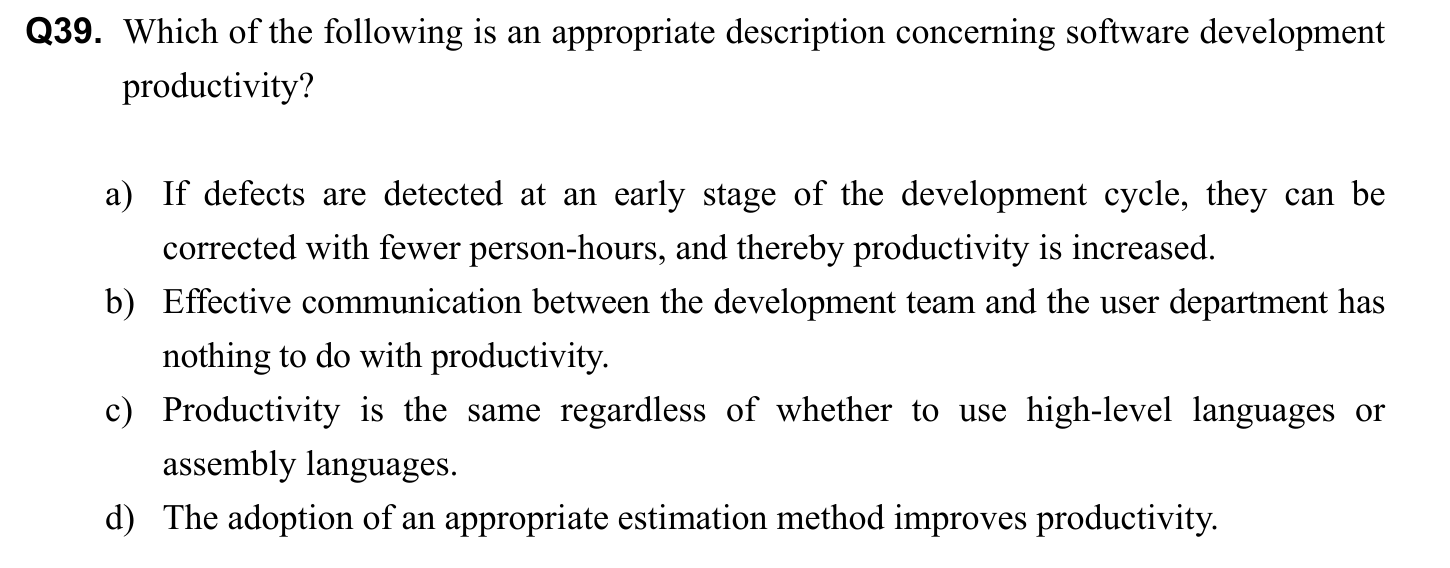 Q39. Which of the following is an appropriate description concerning software development
productivity?
a) If defects are detected at an early stage of the development cycle, they can be
corrected with fewer person-hours, and thereby productivity is increased.
b) Effective communication between the development team and the user department has
nothing to do with productivity.
c) Productivity is the same regardless of whether to use high-level languages or
assembly languages.
d) The adoption of an appropriate estimation method improves productivity.